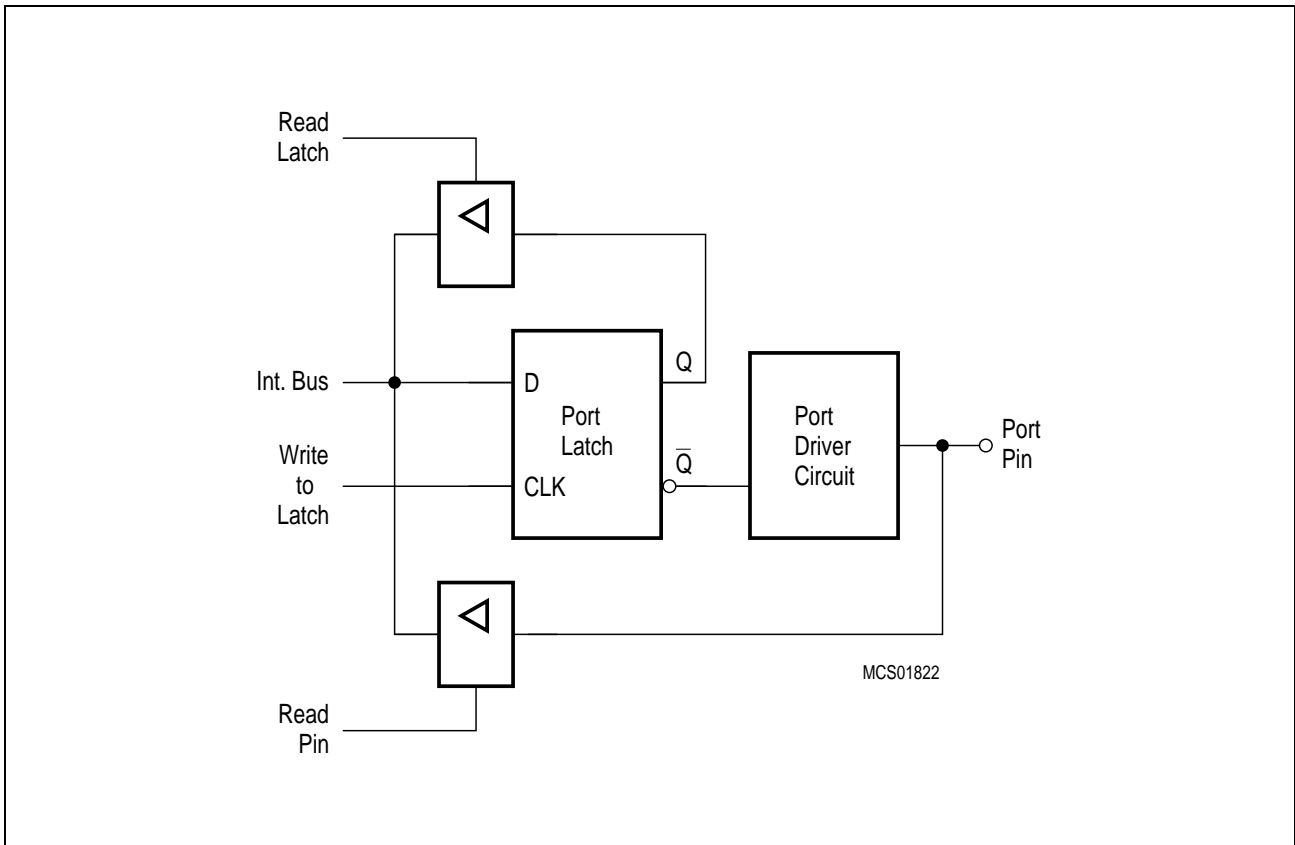 Read
Latch
Int. Bus
Write
to
Latch
Read
Pin
D
CLK
Port
Latch
Q
Q̅
Port
Driver
Circuit
Port
Pin
MCS01822